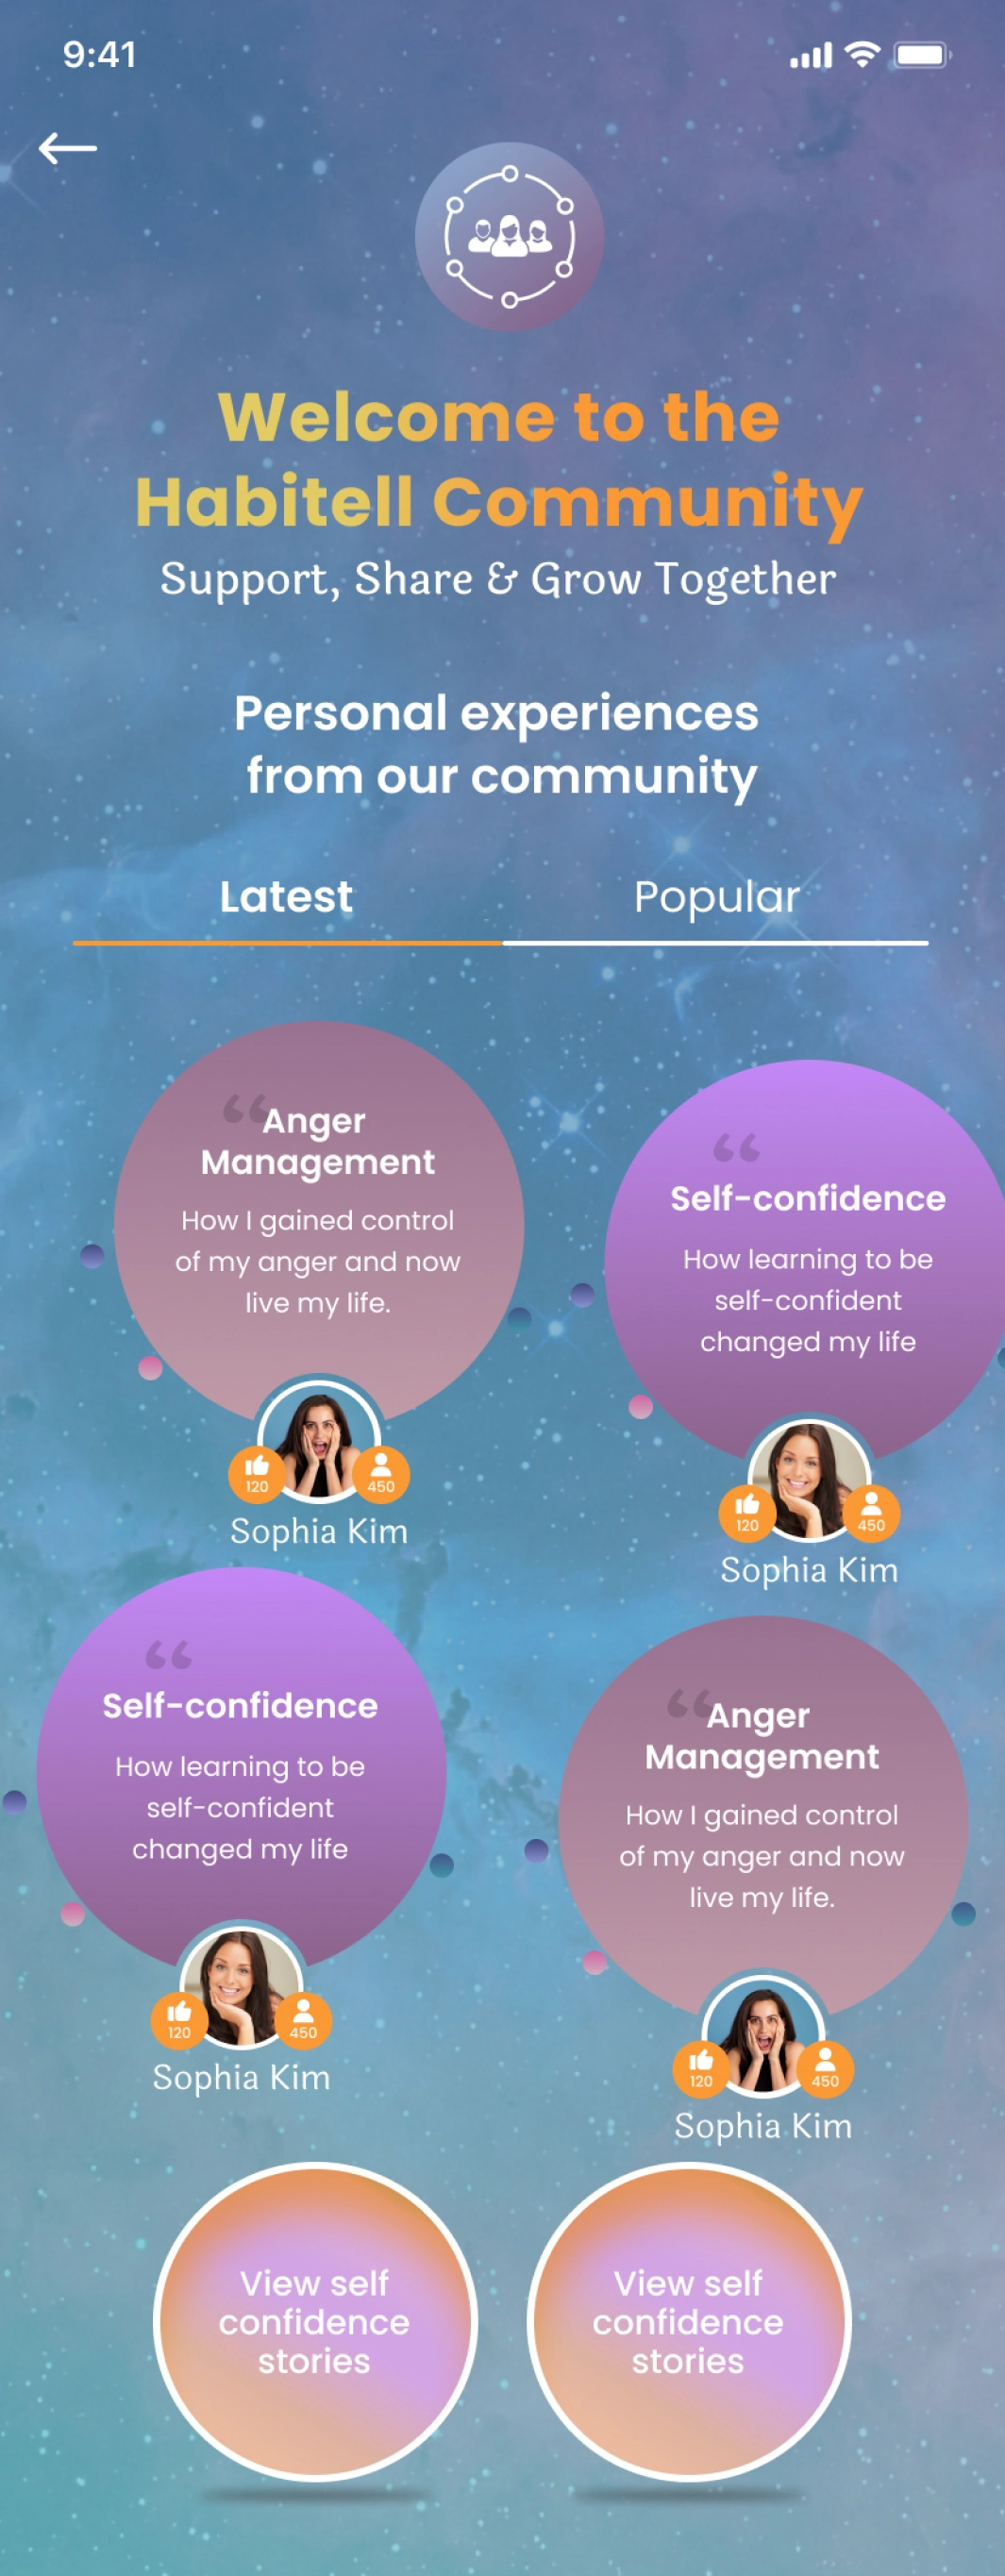 9:41
Welcome to the
Habitell Community
Support, Share & Grow Together
Personal experiences
from our community
Latest
Popular
“ Anger
Management
How I gained control
of my anger and now
live my life.
120
450
Sophia Kim
“
Self-confidence
How learning to be
self-confident
changed my life
120
450
Sophia Kim
“
Self-confidence
How learning to be
self-confident
changed my life
120
450
Sophia Kim
“ Anger
Management
How I gained control
of my anger and now
live my life.
120
450
Sophia Kim
View self
confidence
stories
View self
confidence
stories